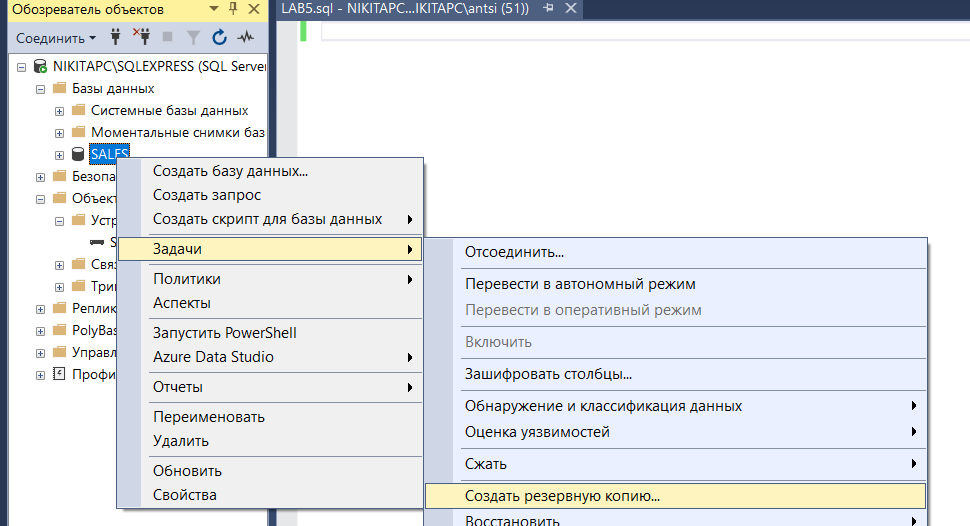 Обозреватель объектов
LAB5.sql - NIKITAPC...IKITAPC\antsi (51))
Соединить
NIKITAPC\SQLEXPRESS (SQL Server
Базы данных
Системные базы данных
Моментальные снимки баз
SALES
Создать базу данных...
Создать запрос
Создать скрипт для базы данных
Задачи
Политики
Аспекты
Запустить PowerShell
Azure Data Studio
Отчеты
Переименовать
Удалить
Обновить
Свойства
Отсоединить...
Перевести в автономный режим
Перевести в оперативный режим
Включить
Зашифровать столбцы...
Обнаружение и классификация данных
Оценка уязвимостей
Сжать
Создать резервную копию...
Восстановить
Безопа
Объект
Устр
S
Свя
Три
Реплик
PolyBas
Управл
Профи